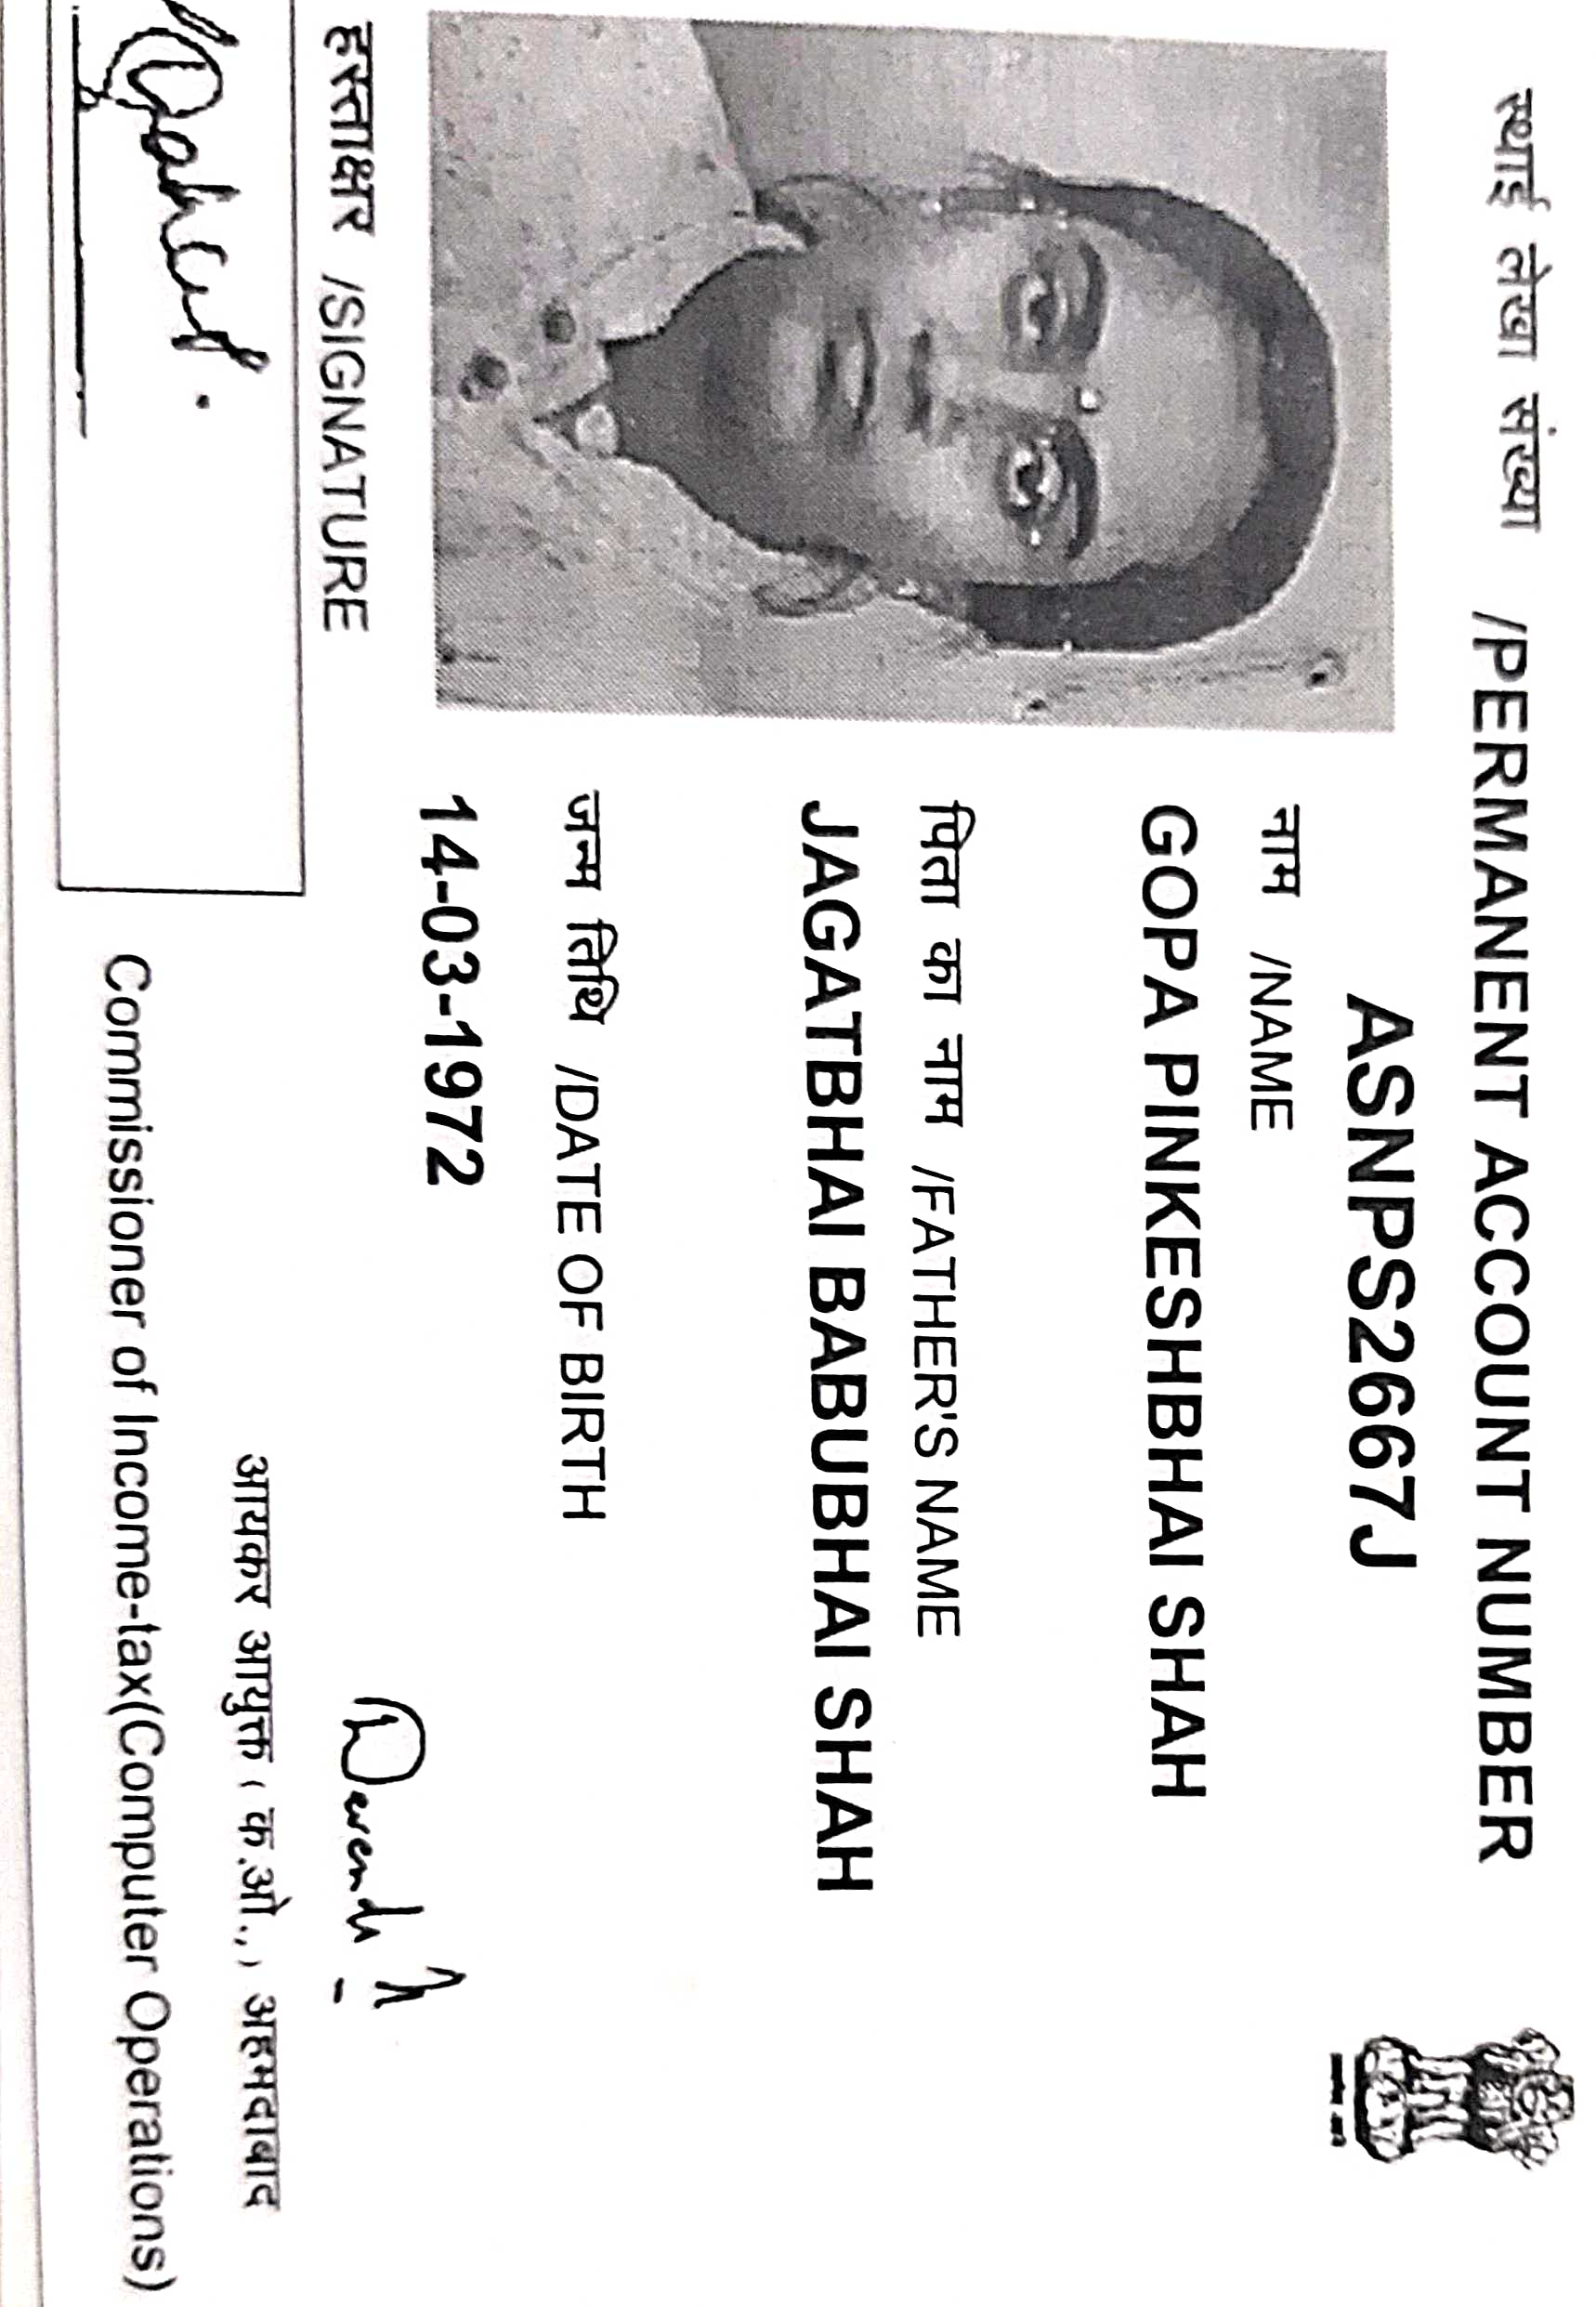 स्थाई लेखा संख्या /PERMANENT ACCOUNT NUMBER
ASNPS2667J
नाम /NAME
GOPA PINKESHBHAI SHAH
पिता का नाम /FATHER'S NAME
JAGATBHAI BABUBHAI SHAH
जन्म तिथि /DATE OF BIRTH
14-03-1972
हस्ताक्षर /SIGNATURE
आयकर आयुक्त ( क.ओ., ) अहमदाबाद
Commissioner of Income-tax(Computer Operations)